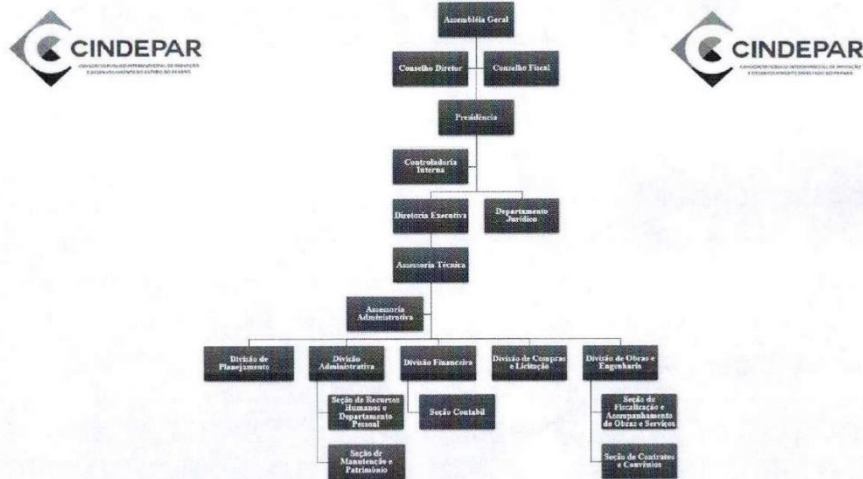 Assembléia Geral
CINDEPAR
CINDEPAR
Conselho Diretor
Conselho Fiscal
Presidência
Controladoria
Interna
Diretoria Executiva
Departamento
Jurídico
Assessoria Técnica
Assessoria
Administrativa
Divisão de
Planejamento
Divisão
Administrativa
Divisão Financeira
Divisão de Compras
e Licitação
Divisão de Obras e
Engenharia
Seção de Recursos
Humanos e
Departamento
Pessoal
Seção Contabil
Seção de
Fiscalização e
Acompanhamento
de Obras e Serviços
Seção de
Manutenção e
Patrimônio
Seção de Contratos
e Convênios